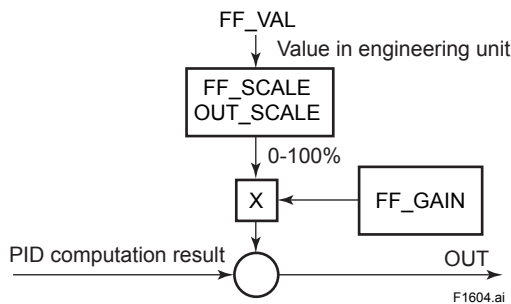 FF_VAL
Value in engineering unit
FF_SCALE
OUT_SCALE
0-100%
X
FF_GAIN
PID computation result
OUT
F1604.ai